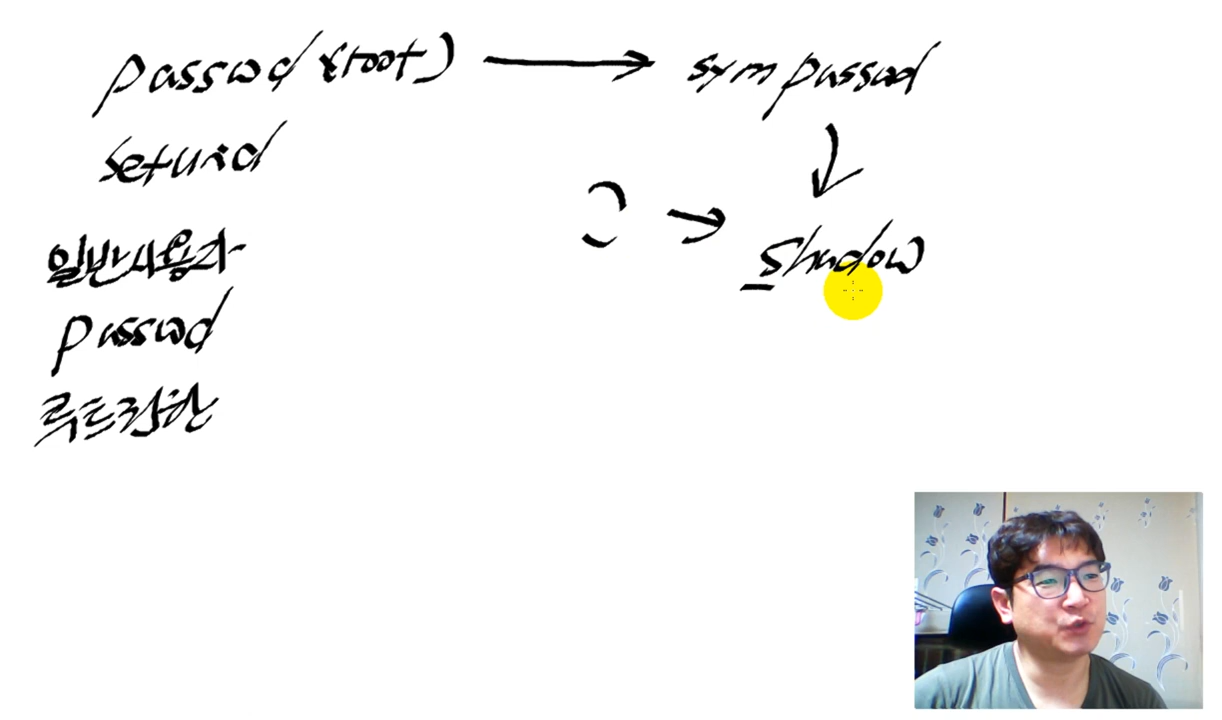 passwd (root) → sympasswd
setuid
↓
→ shadow
일반사용자
passwd
루트권한